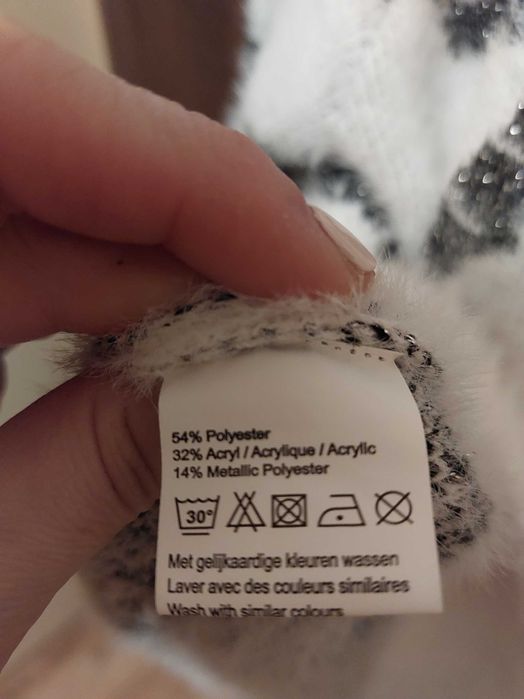 54% Polyester
32% Acryl / Acrylique / Acrylic
14% Metallic Polyester
30°
Met gelijkaardige kleuren wassen
Laver avec des couleurs similaires
Wash with similar colours